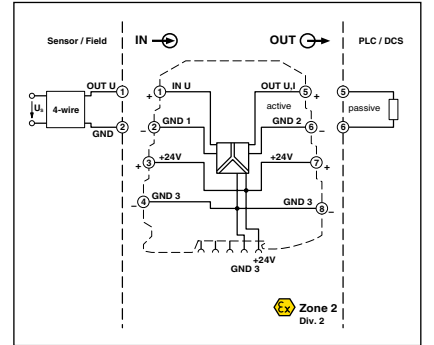 Sensor / Field
IN
OUT
PLC / DCS
OUT U
1
+
1
IN U
OUT U,I
5
+
5
Us
4-wire
active
passive
2
GND
–
2
GND 1
GND 2
6
–
6
+
3
+24V
+24V
7
+
–
4
GND 3
GND 3
8
–
+24V
GND 3
Ex
Zone 2
Div. 2